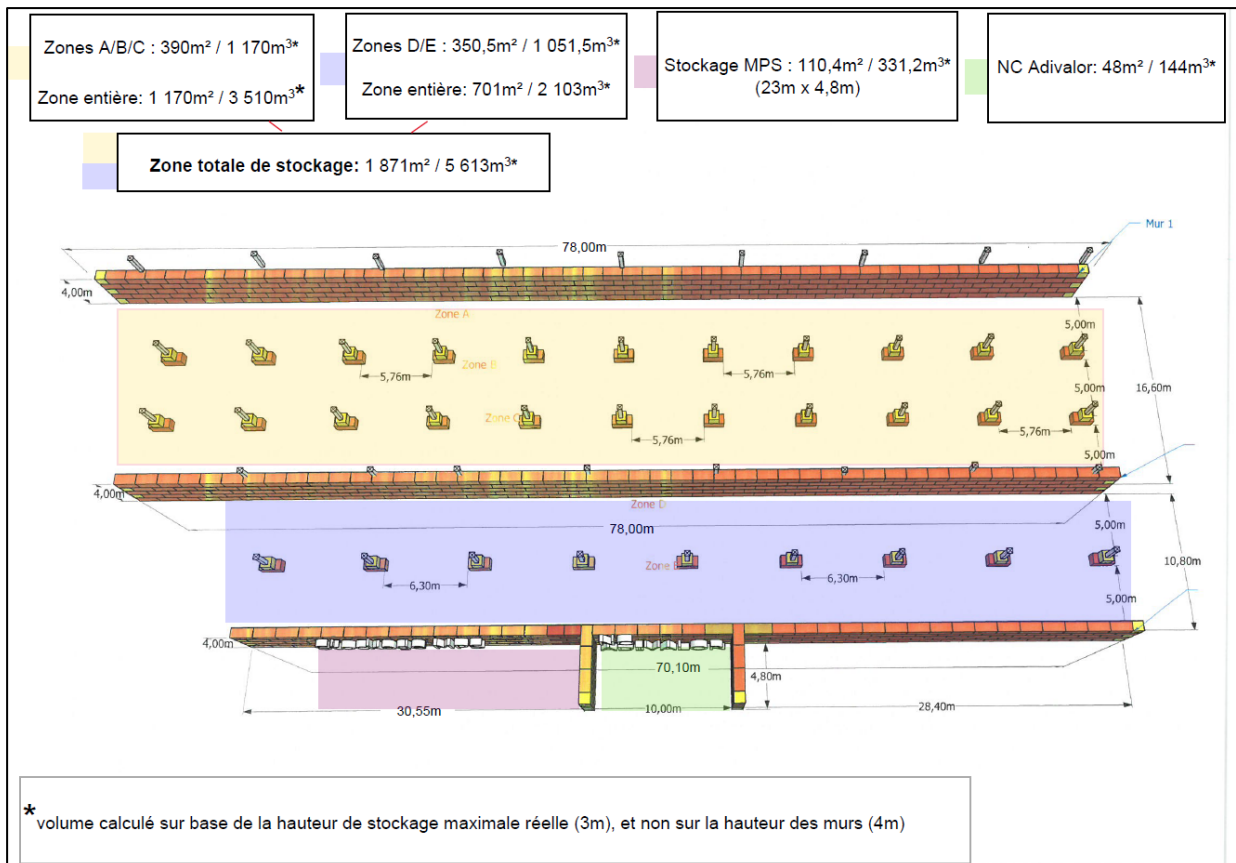 Zones A/B/C : 390m² / 1 170m³*
Zone entière: 1 170m² / 3 510m³*
Zones D/E : 350,5m² / 1 051,5m³*
Zone entière: 701m² / 2 103m³*
Stockage MPS : 110,4m² / 331,2m³*
(23m x 4,8m)
NC Adivalor: 48m² / 144m³*
Zone totale de stockage: 1 871m² / 5 613m³*
78,00m
Mur 1
4,00m
Zone A
5,00m
Zone B
5,76m
5,76m
5,00m
16,60m
Zone C
5,76m
5,76m
5,00m
4,00m
Zone D
78,00m
5,00m
10,80m
6,30m
Zone
6,30m
5,00m
4,00m
70,10m
4,80m
30,55m
10,00m
28,40m
*volume calculé sur base de la hauteur de stockage maximale réelle (3m), et non sur la hauteur des murs (4m)